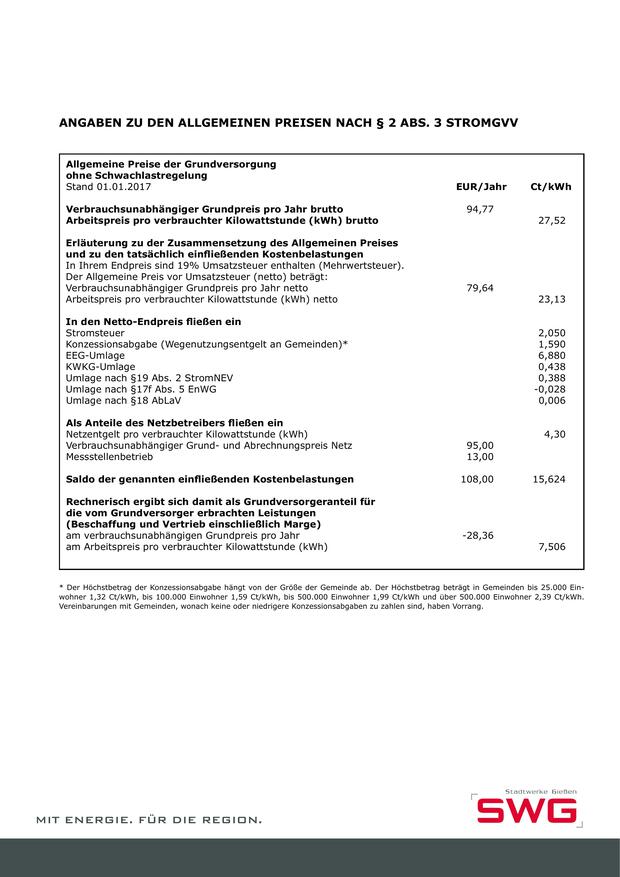 ANGABEN ZU DEN ALLGEMEINEN PREISEN NACH § 2 ABS. 3 STROMGVV
Allgemeine Preise der Grundversorgung
ohne Schwachlastregelung
Stand 01.01.2017 EUR/Jahr Ct/kWh
Verbrauchsunabhängiger Grundpreis pro Jahr brutto 94,77
Arbeitspreis pro verbrauchter Kilowattstunde (kWh) brutto 27,52
Erläuterung zu der Zusammensetzung des Allgemeinen Preises
und zu den tatsächlich einfließenden Kostenbelastungen
In Ihrem Endpreis sind 19% Umsatzsteuer enthalten (Mehrwertsteuer).
Der Allgemeine Preis vor Umsatzsteuer (netto) beträgt:
Verbrauchsunabhängiger Grundpreis pro Jahr netto 79,64
Arbeitspreis pro verbrauchter Kilowattstunde (kWh) netto 23,13
In den Netto-Endpreis fließen ein
Stromsteuer 2,050
Konzessionsabgabe (Wegenutzungsentgelt an Gemeinden)* 1,590
EEG-Umlage 6,880
KWKG-Umlage 0,438
Umlage nach §19 Abs. 2 StromNEV 0,388
Umlage nach §17f Abs. 5 EnWG -0,028
Umlage nach §18 AbLaV 0,006
Als Anteile des Netzbetreibers fließen ein
Netzentgelt pro verbrauchter Kilowattstunde (kWh) 4,30
Verbrauchsunabhängiger Grund- und Abrechnungspreis Netz 95,00
Messstellenbetrieb 13,00
Saldo der genannten einfließenden Kostenbelastungen 108,00 15,624
Rechnerisch ergibt sich damit als Grundversorgeranteil für
die vom Grundversorger erbrachten Leistungen
(Beschaffung und Vertrieb einschließlich Marge)
am verbrauchsunabhängigen Grundpreis pro Jahr -28,36
am Arbeitspreis pro verbrauchter Kilowattstunde (kWh) 7,506
* Der Höchstbetrag der Konzessionsabgabe hängt von der Größe der Gemeinde ab. Der Höchstbetrag beträgt in Gemeinden bis 25.000 Ein-
wohner 1,32 Ct/kWh, bis 100.000 Einwohner 1,59 Ct/kWh, bis 500.000 Einwohner 1,99 Ct/kWh und über 500.000 Einwohner 2,39 Ct/kWh.
Vereinbarungen mit Gemeinden, wonach keine oder niedrigere Konzessionsabgaben zu zahlen sind, haben Vorrang.
Stadtwerke Gießen
SWG
MIT ENERGIE. FÜR DIE REGION.